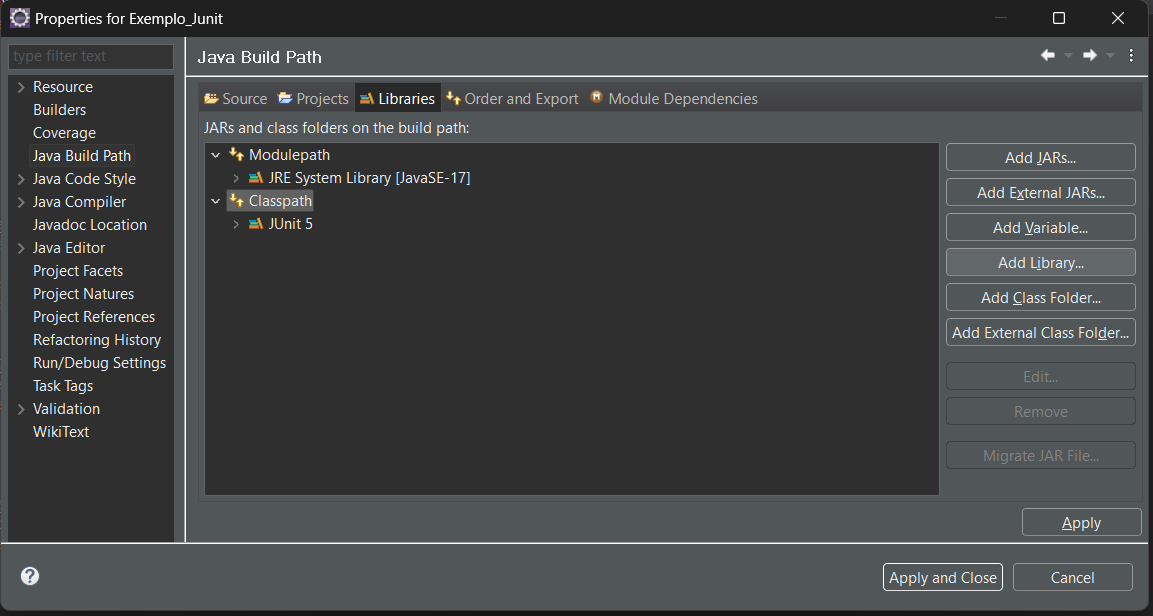 Properties for Exemplo_Junit
type filter text
Resource
Builders
Coverage
Java Build Path
Java Code Style
Java Compiler
Javadoc Location
Java Editor
Project Facets
Project Natures
Project References
Refactoring History
Run/Debug Settings
Task Tags
Validation
WikiText
Java Build Path
Source Projects Libraries Order and Export Module Dependencies
JARs and class folders on the build path:
Modulepath
JRE System Library [JavaSE-17]
Classpath
JUnit 5
Add JARs...
Add External JARs...
Add Variable...
Add Library...
Add Class Folder...
Add External Class Folder...
Edit...
Remove
Migrate JAR File...
Apply
Apply and Close Cancel